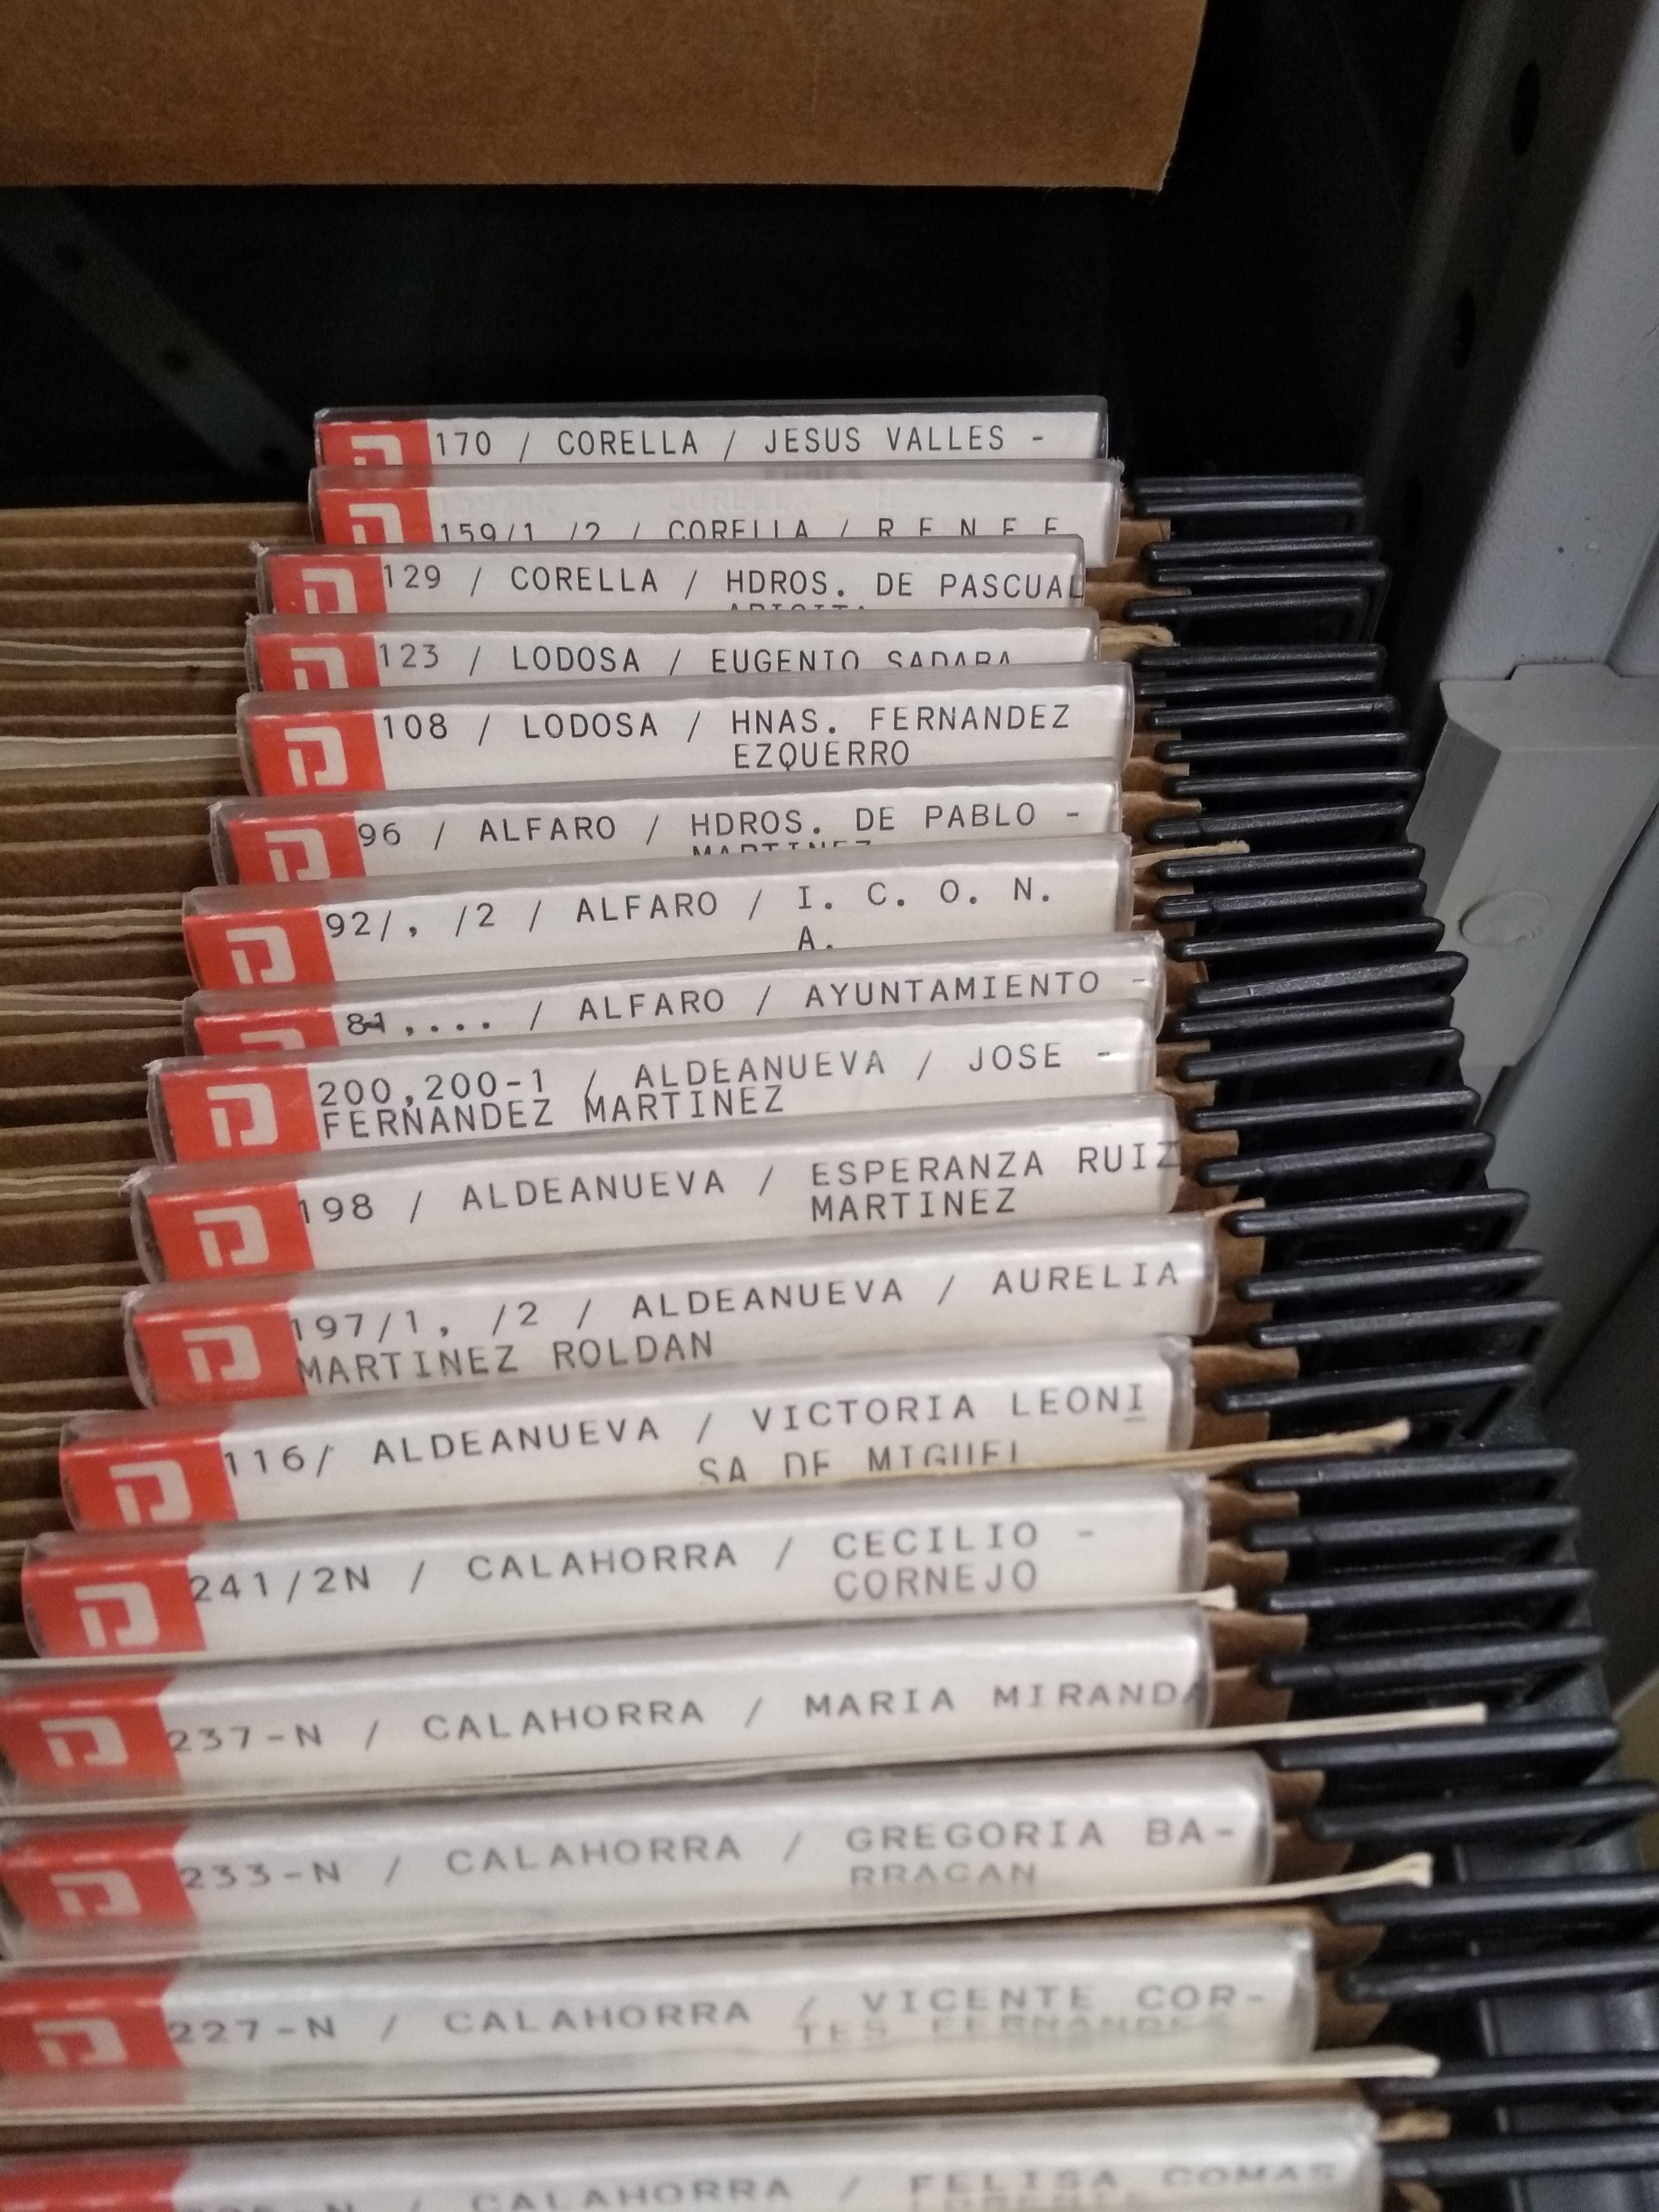 170 / CORELLA / JESUS VALLES -
159/1 /2 / CORELLA / R E N F E
129 / CORELLA / HDROS. DE PASCUAL
123 / LODOSA / EUGENIO SADABA
108 / LODOSA / HNAS. FERNANDEZ
EZQUERRO
96 / ALFARO / HDROS. DE PABLO -
MARTINEZ
92/, /2 / ALFARO / I. C. O. N.
A.
81,... / ALFARO / AYUNTAMIENTO -
200,200-1 / ALDEANUEVA / JOSE -
FERNANDEZ MARTINEZ
198 / ALDEANUEVA / ESPERANZA RUIZ
MARTINEZ
197/1, /2 / ALDEANUEVA / AURELIA
MARTINEZ ROLDAN
116/ ALDEANUEVA / VICTORIA LEONI
SA DE MIGUEL
241/2N / CALAHORRA / CECILIO -
CORNEJO
237-N / CALAHORRA / MARIA MIRANDA
233-N / CALAHORRA / GREGORIA BA-
RRAGAN
227-N / CALAHORRA / VICENTE COR-
TES FERNANDEZ
N / CALAHORRA / FELISA COMAS